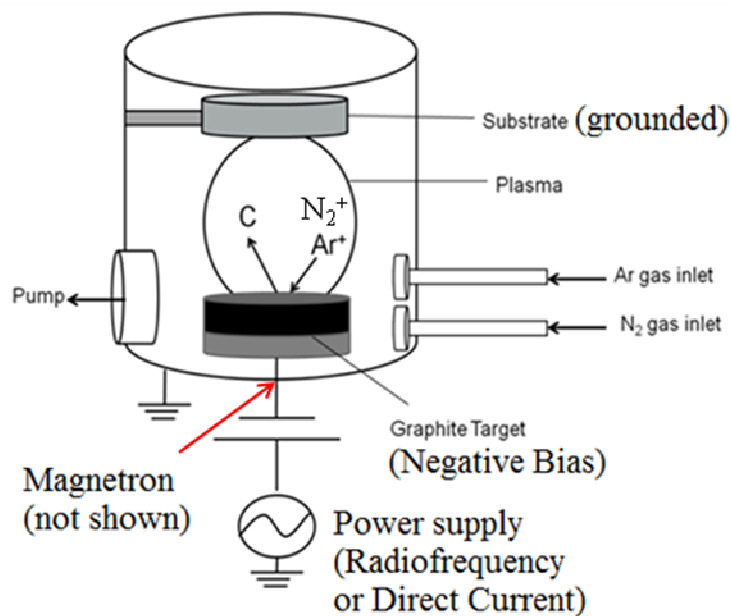 Substrate (grounded)
Plasma
N₂⁺
C
Ar⁺
Ar gas inlet
Pump
N₂ gas inlet
Graphite Target
(Negative Bias)
Magnetron
(not shown)
Power supply
(Radiofrequency
or Direct Current)